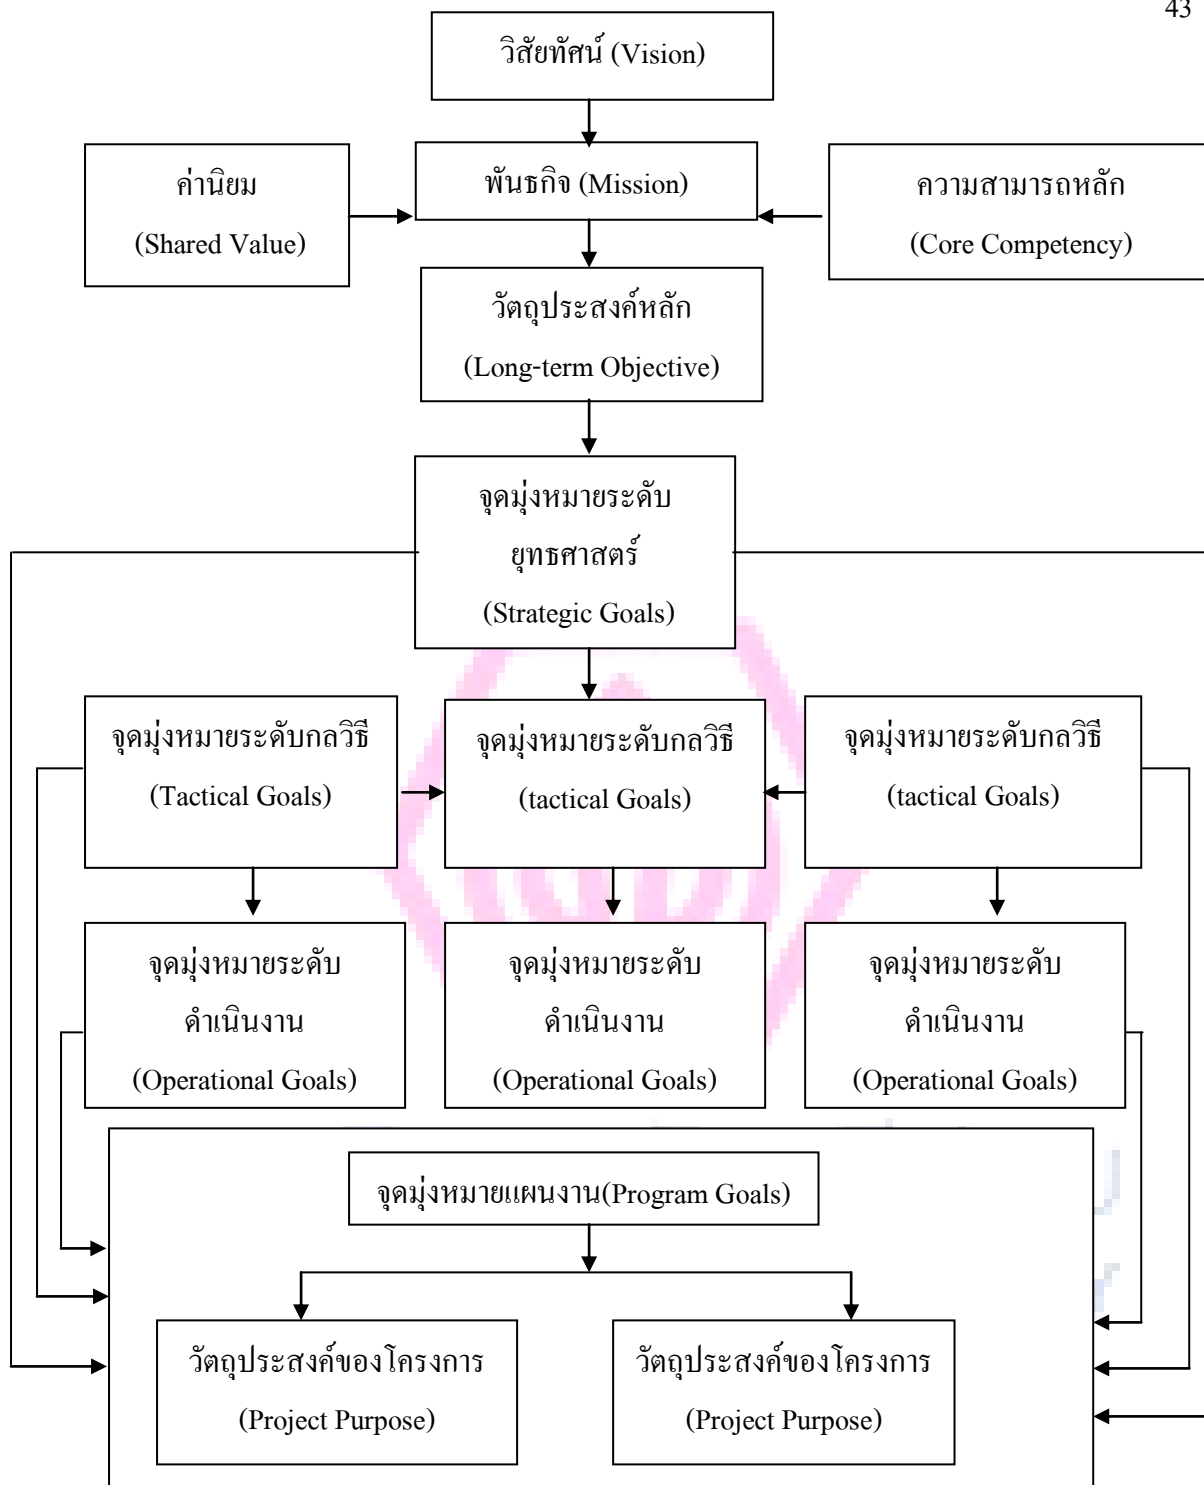 43
วิสัยทัศน์ (Vision)
ค่านิยม
(Shared Value)
พันธกิจ (Mission)
ความสามารถหลัก
(Core Competency)
วัตถุประสงค์หลัก
(Long-term Objective)
จุดมุ่งหมายระดับ
ยุทธศาสตร์
(Strategic Goals)
จุดมุ่งหมายระดับกลวิธี
(Tactical Goals)
จุดมุ่งหมายระดับกลวิธี
(tactical Goals)
จุดมุ่งหมายระดับกลวิธี
(tactical Goals)
จุดมุ่งหมายระดับ
ดำเนินงาน
(Operational Goals)
จุดมุ่งหมายระดับ
ดำเนินงาน
(Operational Goals)
จุดมุ่งหมายระดับ
ดำเนินงาน
(Operational Goals)
จุดมุ่งหมายแผนงาน(Program Goals)
วัตถุประสงค์ของโครงการ
(Project Purpose)
วัตถุประสงค์ของโครงการ
(Project Purpose)